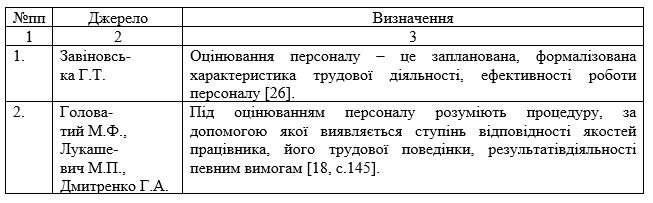 №пп Джерело Визначення
1 2 3
1. Завіновсь- Оцінювання персоналу – це запланована, формалізована
ка Г.Т. характеристика трудової діяльності, ефективності роботи
персоналу [26].
2. Голова- Під оцінюванням персоналу розуміють процедуру, за
тий М.Ф., допомогою якої виявляється ступінь відповідності якостей
Лукаше- працівника, його трудової поведінки, результатівдіяльності
вич М.П., певним вимогам [18, с.145].
Дмитренко Г.А.